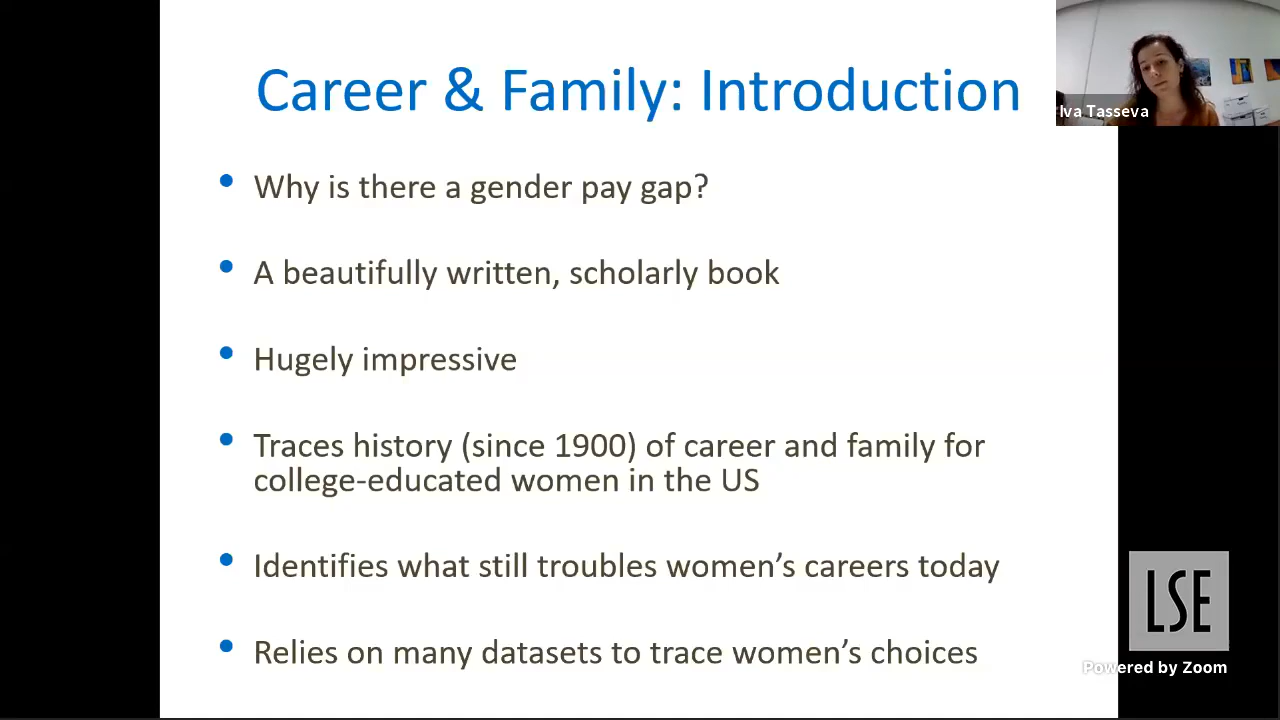 Career & Family: Introduction
Iva Tasseva
• Why is there a gender pay gap?
• A beautifully written, scholarly book
• Hugely impressive
• Traces history (since 1900) of career and family for
college-educated women in the US
• Identifies what still troubles women’s careers today
• Relies on many datasets to trace women’s choices
LSE
Powered by Zoom